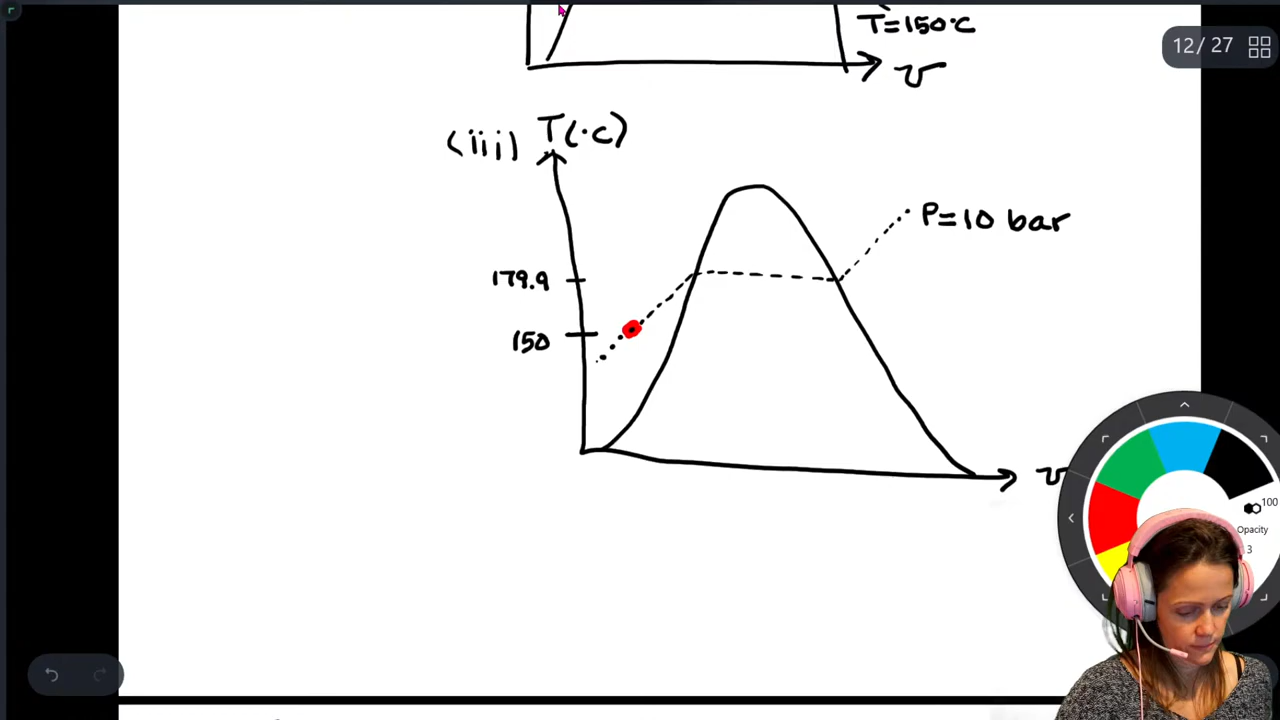 T=150°C
12 / 27
v
(iii) T(°C)
P=10 bar
179.9
150
v
100
Opacity
3